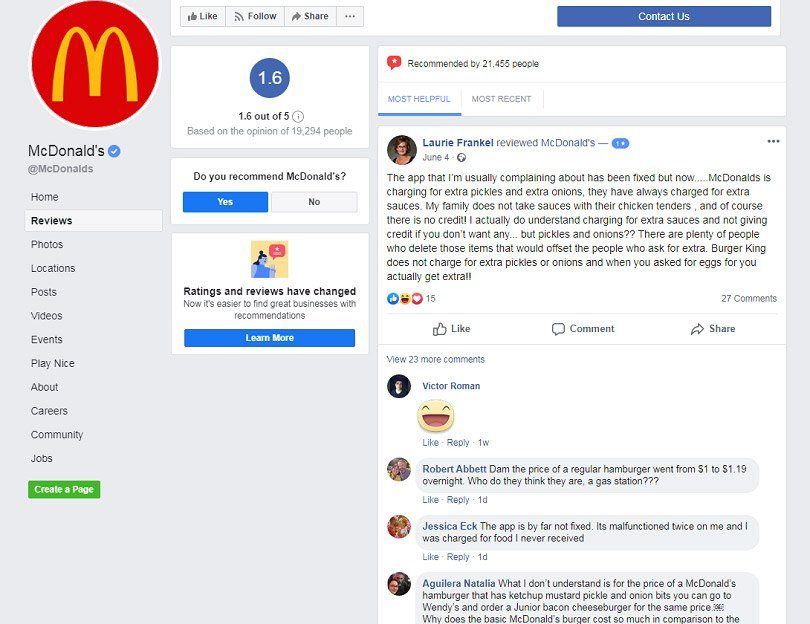 Like
Follow
Share
...
Contact Us
McDonald's
@McDonalds
Home
Reviews
Photos
Locations
Posts
Videos
Events
Play Nice
About
Careers
Community
Jobs
Create a Page
1.6
1.6 out of 5
Based on the opinion of 19,294 people
Do you recommend McDonald's?
Yes
No
Ratings and reviews have changed
Now it's easier to find great businesses with
recommendations
Learn More
Recommended by 21,455 people
MOST HELPFUL
MOST RECENT
Laurie Frankel reviewed McDonald's — 1★
...
June 4 ·
The app that I'm usually complaining about has been fixed but now.....McDonalds is
charging for extra pickles and extra onions, they have always charged for extra
sauces. My family does not take sauces with their chicken tenders , and of course
there is no credit! I actually do understand charging for extra sauces and not giving
credit if you don't want any... but pickles and onions?? There are plenty of people
who delete those items that would offset the people who ask for extra. Burger King
does not charge for extra pickles or onions and when you asked for eggs for you
actually get extra!!
15
27 Comments
Like
Comment
Share
View 23 more comments
Victor Roman
Like · Reply · 1w
Robert Abbett Dam the price of a regular hamburger went from $1 to $1.19
overnight. Who do they think they are, a gas station???
Like · Reply · 1d
Jessica Eck The app is by far not fixed. Its malfunctioned twice on me and I
was charged for food I never received
Like · Reply · 1d
Aguilera Natalia What I don't understand is for the price of a McDonald's
hamburger that has ketchup mustard pickle and onion bits you can go to
Wendy's and order a Junior bacon cheeseburger for the same price.
Why does the basic McDonald's burger cost so much in comparison to the